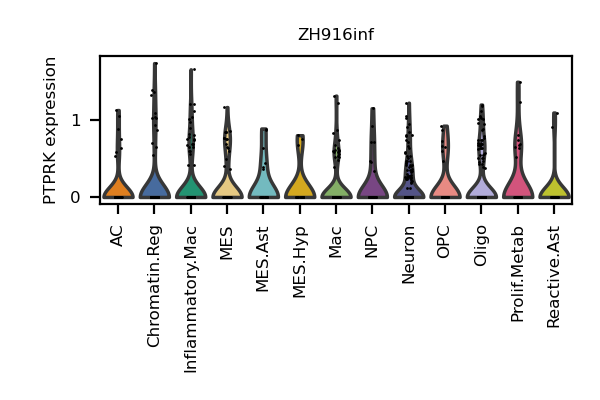 ZH916inf
PTPRK expression
1
0
AC
Chromatin.Reg
Inflammatory.Mac
MES
MES.Ast
MES.Hyp
Mac
NPC
Neuron
OPC
Oligo
Prolif.Metab
Reactive.Ast